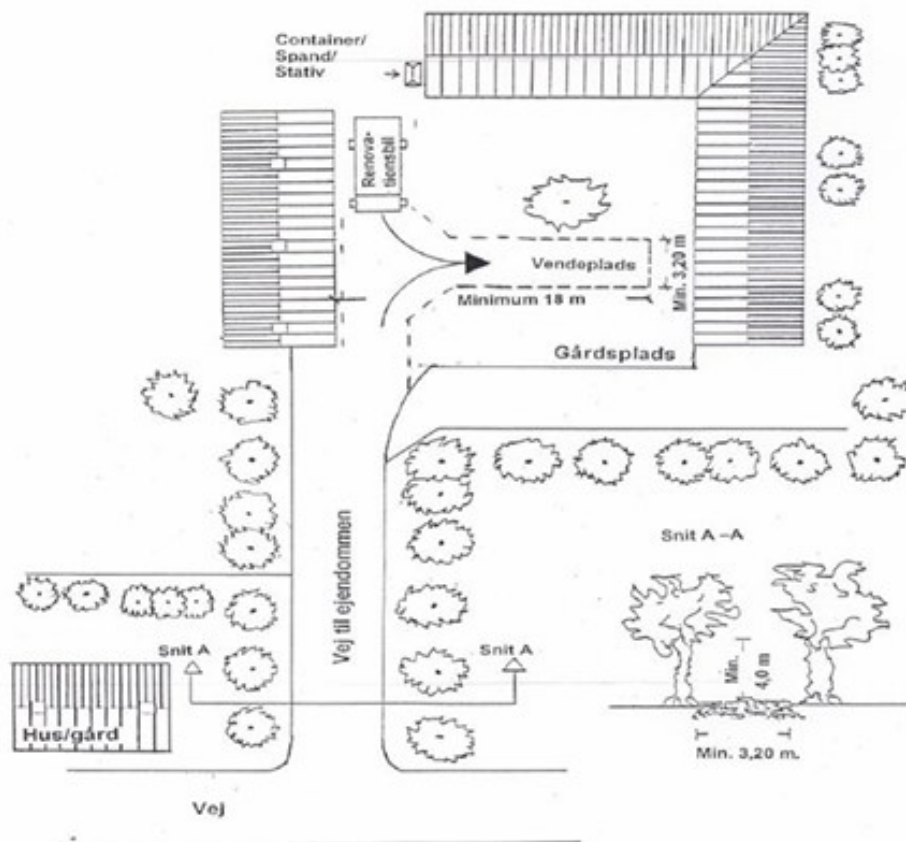 Container/
Spand/
Stativ
Renova-
tionsbil
Vendeplads
Min. 3,20 m
Minimum 18 m
Gårdsplads
Vej til ejendommen
Snit A –A
Snit A
Snit A
Min.
4,0 m
Hus/gård
Min. 3,20 m.
Vej